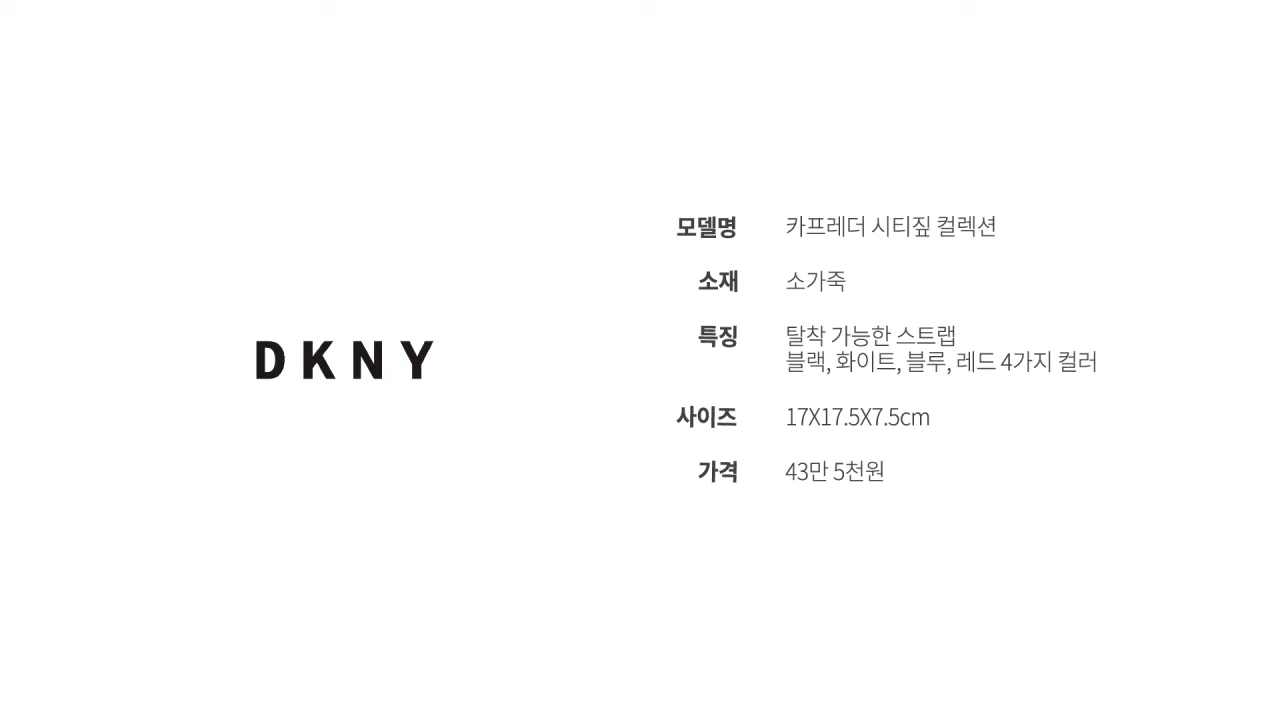 DKNY
모델명 카프레더 시티짚 컬렉션
소재 소가죽
특징 탈착 가능한 스트랩
블랙, 화이트, 블루, 레드 4가지 컬러
사이즈 17X17.5X7.5cm
가격 43만 5천원